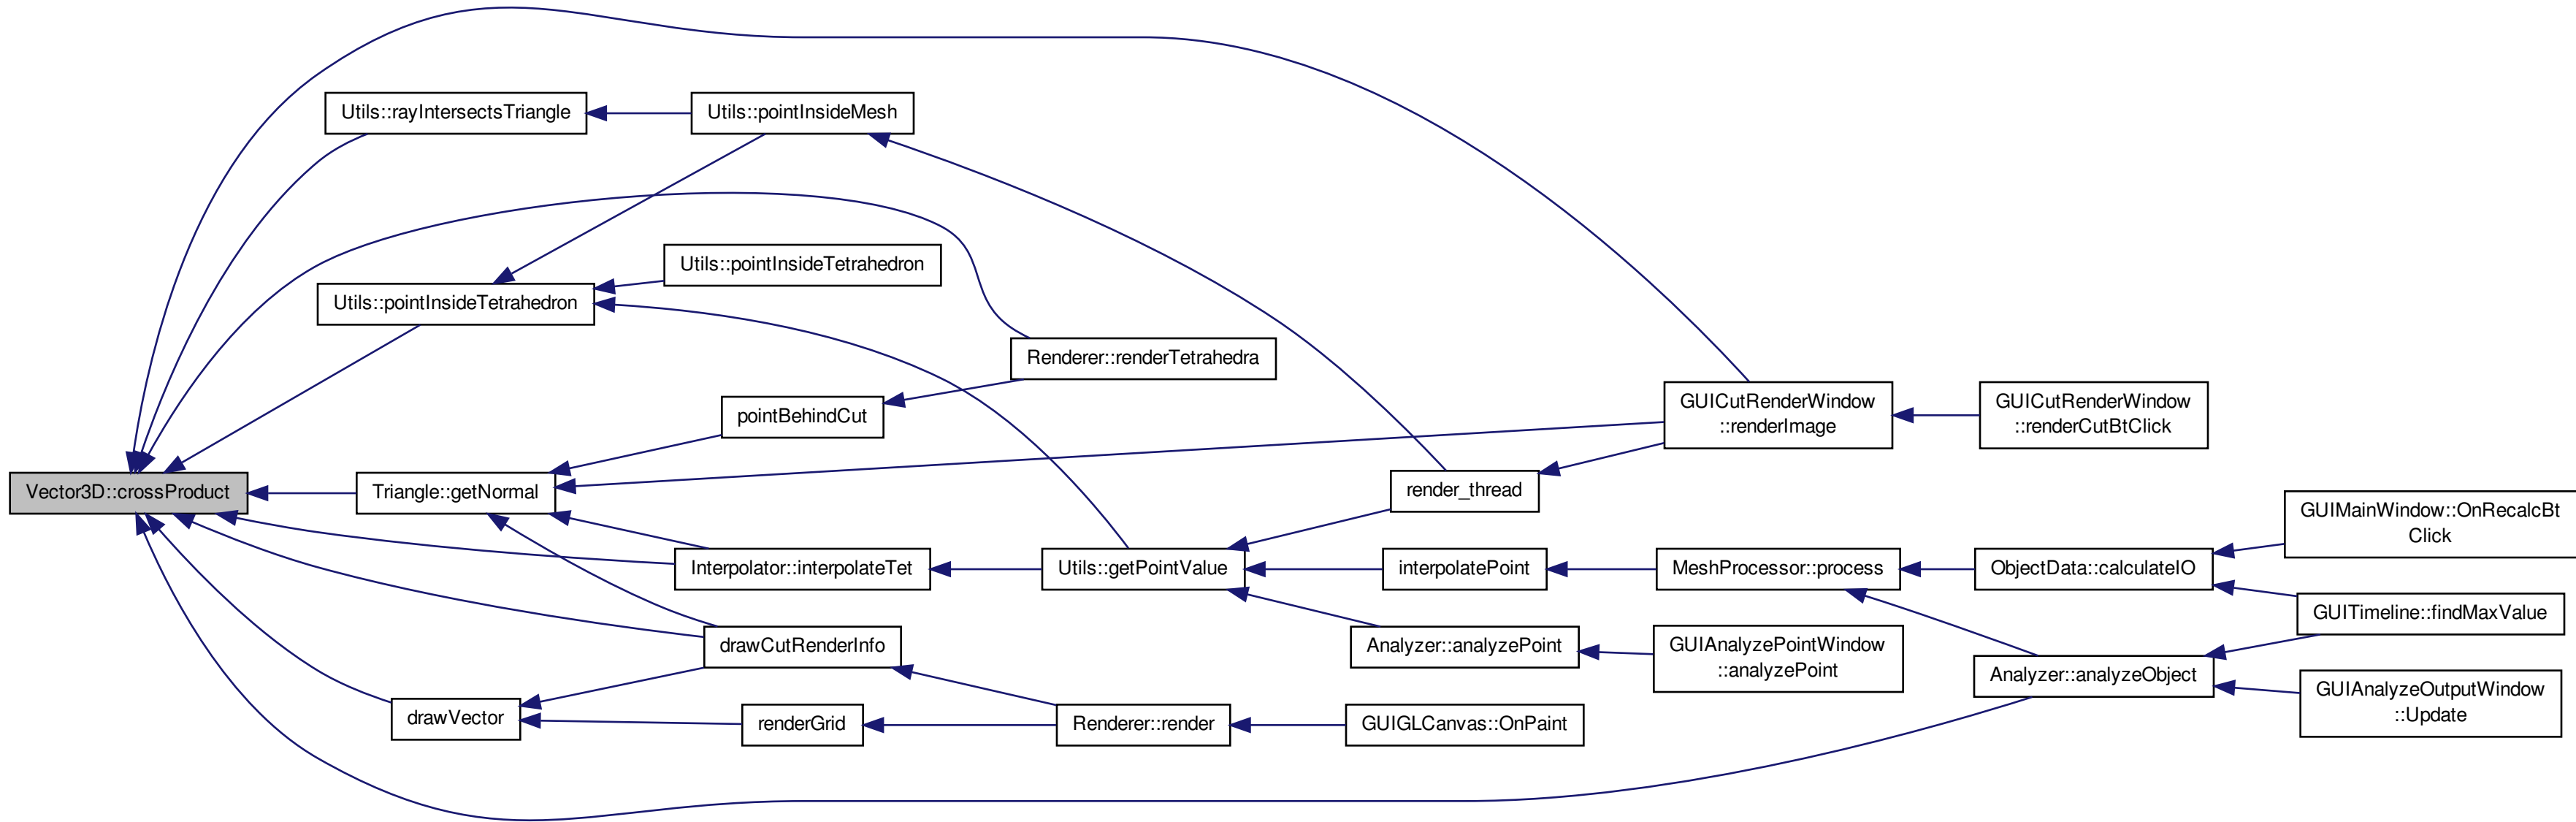 Utils::rayIntersectsTriangle
Utils::pointInsideMesh
Utils::pointInsideTetrahedron
Utils::pointInsideTetrahedron
Renderer::renderTetrahedra
pointBehindCut
GUICutRenderWindow
::renderImage
GUICutRenderWindow
::renderCutBtClick
Vector3D::crossProduct
Triangle::getNormal
render_thread
GUIMainWindow::OnRecalcBt
Click
Interpolator::interpolateTet
Utils::getPointValue
interpolatePoint
MeshProcessor::process
ObjectData::calculateIO
GUITimeline::findMaxValue
drawCutRenderInfo
Analyzer::analyzePoint
GUIAnalyzePointWindow
::analyzePoint
Analyzer::analyzeObject
GUIAnalyzeOutputWindow
::Update
drawVector
renderGrid
Renderer::render
GUIGLCanvas::OnPaint